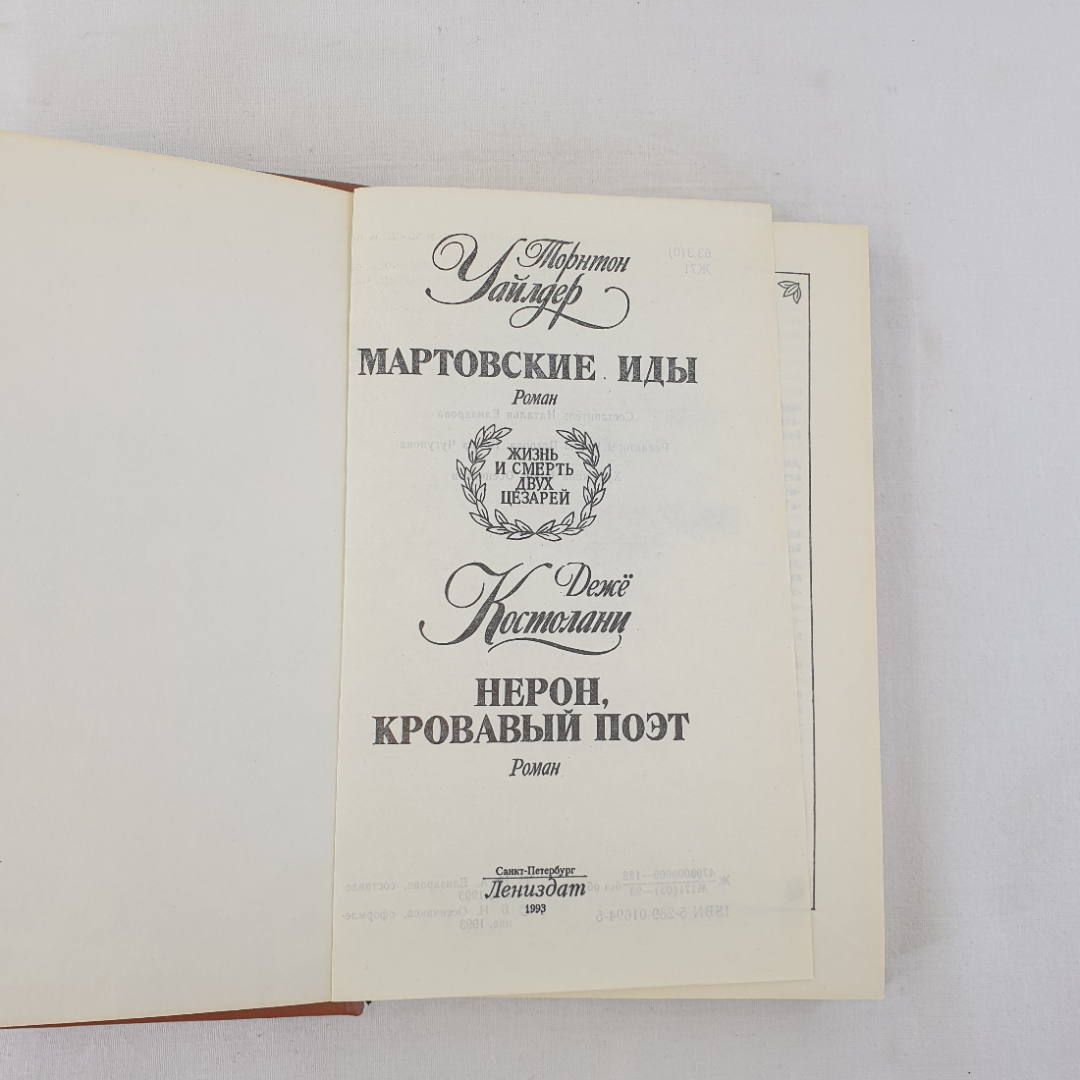 Торнтон
Уайлдер
МАРТОВСКИЕ ИДЫ
Роман
ЖИЗНЬ
И СМЕРТЬ
ДВУХ
ЦЕЗАРЕЙ
Дежё
Костолани
НЕРОН,
КРОВАВЫЙ ПОЭТ
Роман
Санкт-Петербург
Лениздат
1993